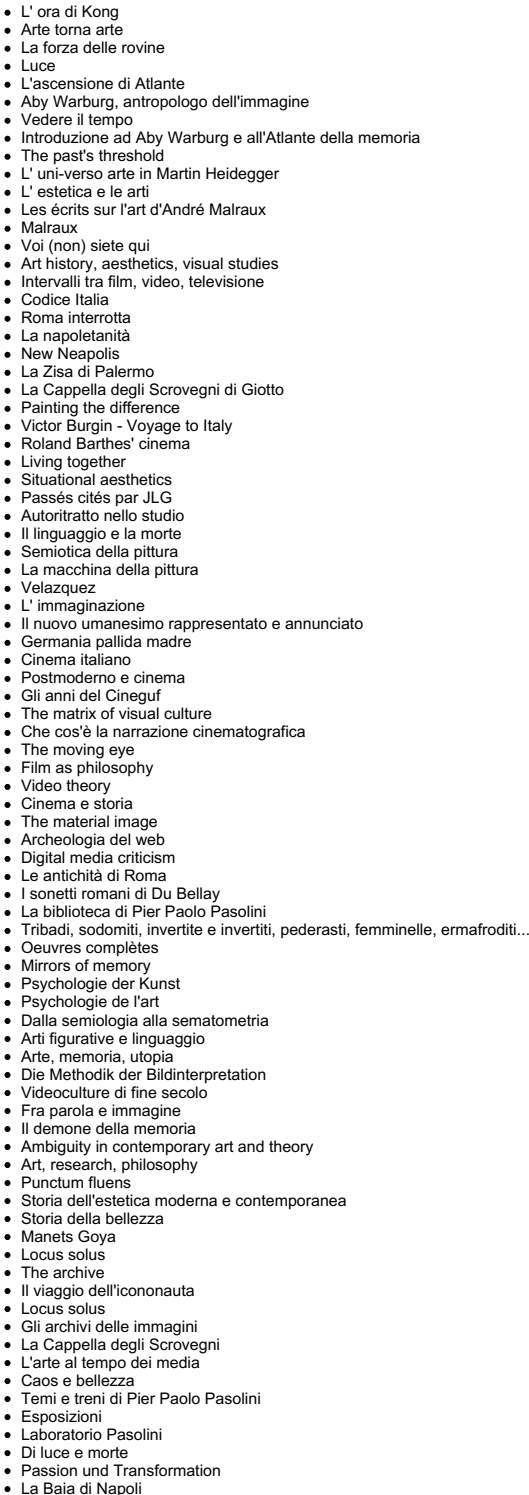 • L' ora di Kong
• Arte torna arte
• La forza delle rovine
• Luce
• L'ascensione di Atlante
• Aby Warburg, antropologo dell'immagine
• Vedere il tempo
• Introduzione ad Aby Warburg e all'Atlante della memoria
• The past's threshold
• L' uni-verso arte in Martin Heidegger
• L' estetica e le arti
• Les écrits sur l'art d'André Malraux
• Malraux
• Voi (non) siete qui
• Art history, aesthetics, visual studies
• Intervalli tra film, video, televisione
• Codice Italia
• Roma interrotta
• La napoletanità
• New Neapolis
• La Zisa di Palermo
• La Cappella degli Scrovegni di Giotto
• Painting the difference
• Victor Burgin - Voyage to Italy
• Roland Barthes' cinema
• Living together
• Situational aesthetics
• Passés cités par JLG
• Autoritratto nello studio
• Il linguaggio e la morte
• Semiotica della pittura
• La macchina della pittura
• Velazquez
• L' immaginazione
• Il nuovo umanesimo rappresentato e annunciato
• Germania pallida madre
• Cinema italiano
• Postmoderno e cinema
• Gli anni del Cineguf
• The matrix of visual culture
• Che cos'è la narrazione cinematografica
• The moving eye
• Film as philosophy
• Video theory
• Cinema e storia
• The material image
• Archeologia del web
• Digital media criticism
• Le antichità di Roma
• I sonetti romani di Du Bellay
• La biblioteca di Pier Paolo Pasolini
• Tribadi, sodomiti, invertite e invertiti, pederasti, femminelle, ermafroditi...
• Oeuvres complètes
• Mirrors of memory
• Psychologie der Kunst
• Psychologie de l'art
• Dalla semiologia alla sematometria
• Arti figurative e linguaggio
• Arte, memoria, utopia
• Die Methodik der Bildinterpretation
• Videoculture di fine secolo
• Fra parola e immagine
• Il demone della memoria
• Ambiguity in contemporary art and theory
• Art, research, philosophy
• Punctum fluens
• Storia dell'estetica moderna e contemporanea
• Storia della bellezza
• Manets Goya
• Locus solus
• The archive
• Il viaggio dell'icononauta
• Locus solus
• Gli archivi delle immagini
• La Cappella degli Scrovegni
• L'arte al tempo dei media
• Caos e bellezza
• Temi e treni di Pier Paolo Pasolini
• Esposizioni
• Laboratorio Pasolini
• Di luce e morte
• Passion und Transformation
• La Baia di Napoli